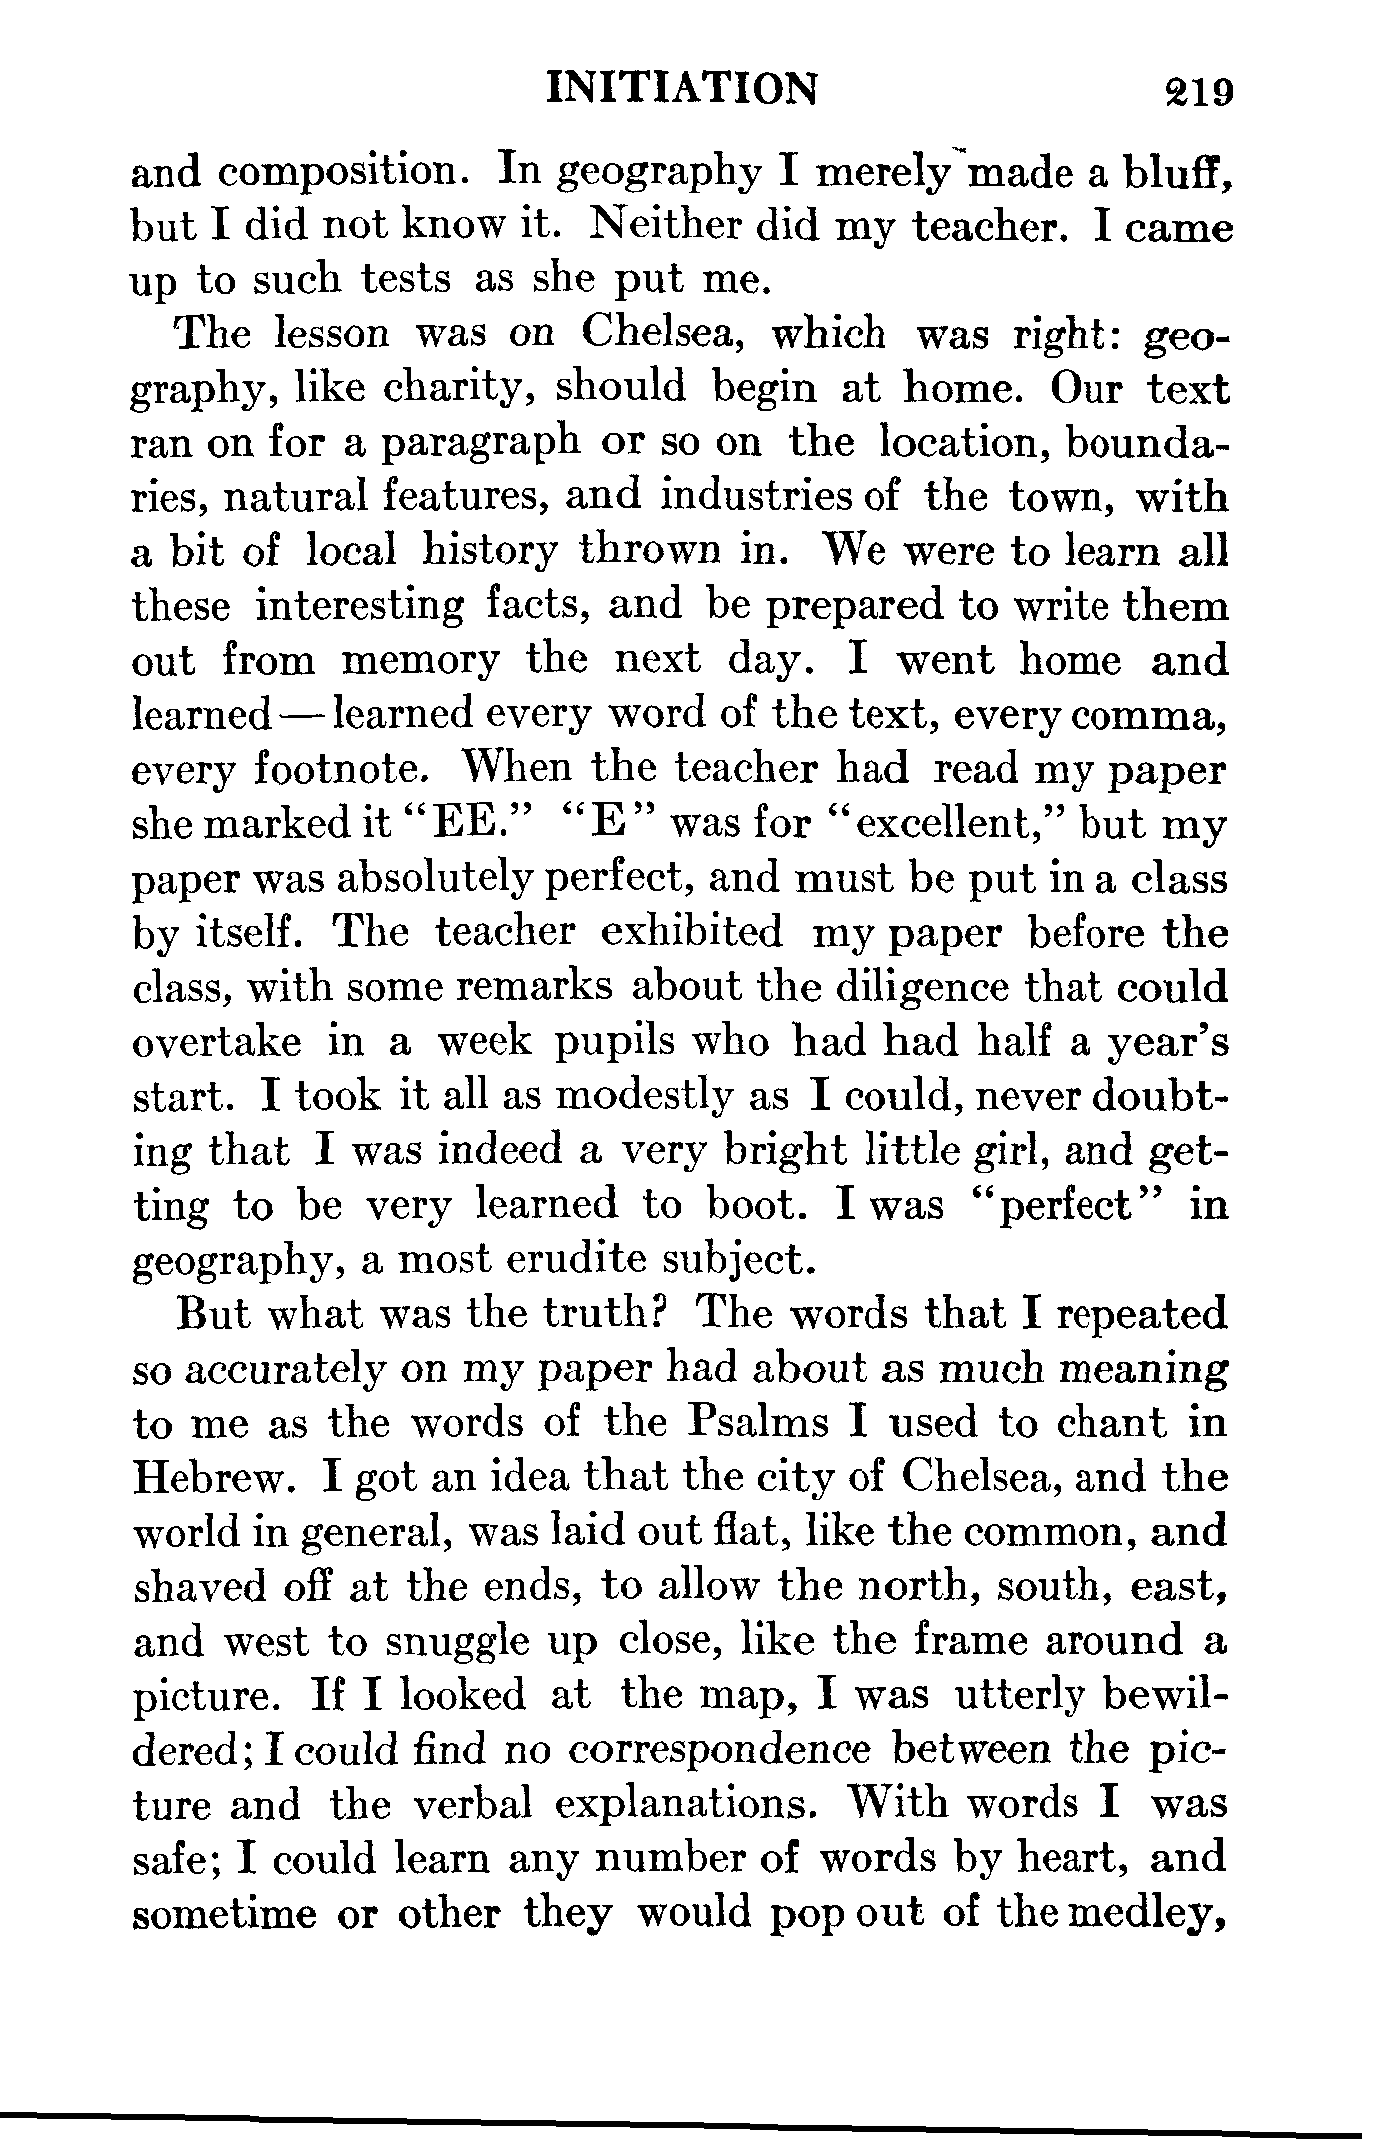 INITIATION 219
and composition. In geography I merely made a bluff,
but I did not know it. Neither did my teacher. I came
up to such tests as she put me.
The lesson was on Chelsea, which was right: geo-
graphy, like charity, should begin at home. Our text
ran on for a paragraph or so on the location, bounda-
ries, natural features, and industries of the town, with
a bit of local history thrown in. We were to learn all
these interesting facts, and be prepared to write them
out from memory the next day. I went home and
learned — learned every word of the text, every comma,
every footnote. When the teacher had read my paper
she marked it “EE.” “E” was for “excellent,” but my
paper was absolutely perfect, and must be put in a class
by itself. The teacher exhibited my paper before the
class, with some remarks about the diligence that could
overtake in a week pupils who had had half a year’s
start. I took it all as modestly as I could, never doubt-
ing that I was indeed a very bright little girl, and get-
ting to be very learned to boot. I was “perfect” in
geography, a most erudite subject.
But what was the truth? The words that I repeated
so accurately on my paper had about as much meaning
to me as the words of the Psalms I used to chant in
Hebrew. I got an idea that the city of Chelsea, and the
world in general, was laid out flat, like the common, and
shaved off at the ends, to allow the north, south, east,
and west to snuggle up close, like the frame around a
picture. If I looked at the map, I was utterly bewil-
dered; I could find no correspondence between the pic-
ture and the verbal explanations. With words I was
safe; I could learn any number of words by heart, and
sometime or other they would pop out of the medley,